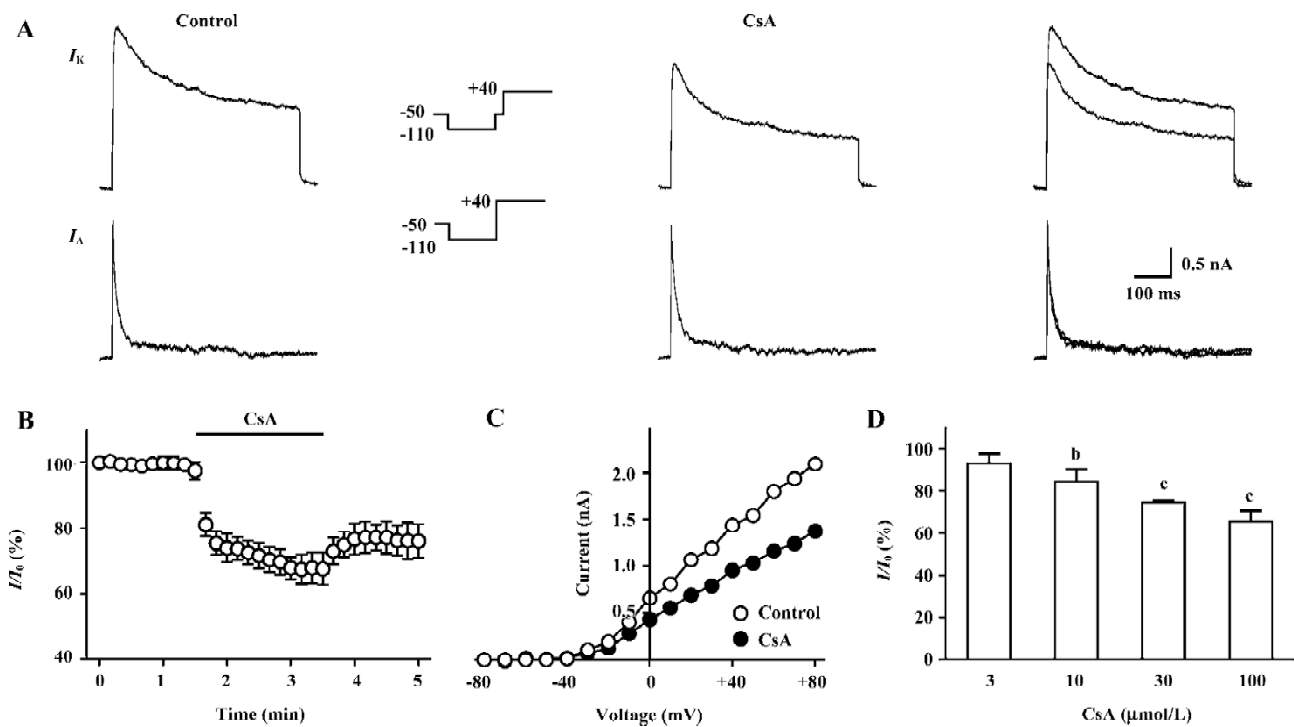 A
Control
CsA
I_K
+40
-50
-110
+40
-50
-110
I_A
0.5 nA
100 ms
B
CsA
I/I_0 (%)
100
80
60
40
0 1 2 3 4 5
Time (min)
C
Current (nA)
2.0
1.5
1.0
0.5
Control
CsA
-80 -40 0 +40 +80
Voltage (mV)
D
I/I_0 (%)
100
80
60
40
20
0
b
c
c
3 10 30 100
CsA (μmol/L)